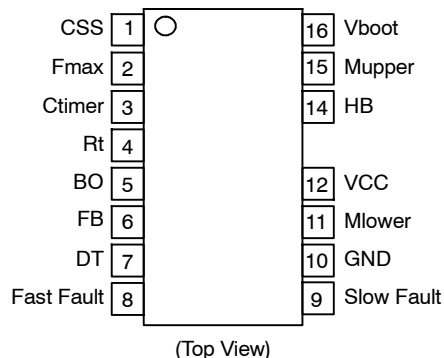 CSS 1 16 Vboot
Fmax 2 15 Mupper
Ctimer 3 14 HB
Rt 4
BO 5 12 VCC
FB 6 11 Mlower
DT 7 10 GND
Fast Fault 8 9 Slow Fault
(Top View)